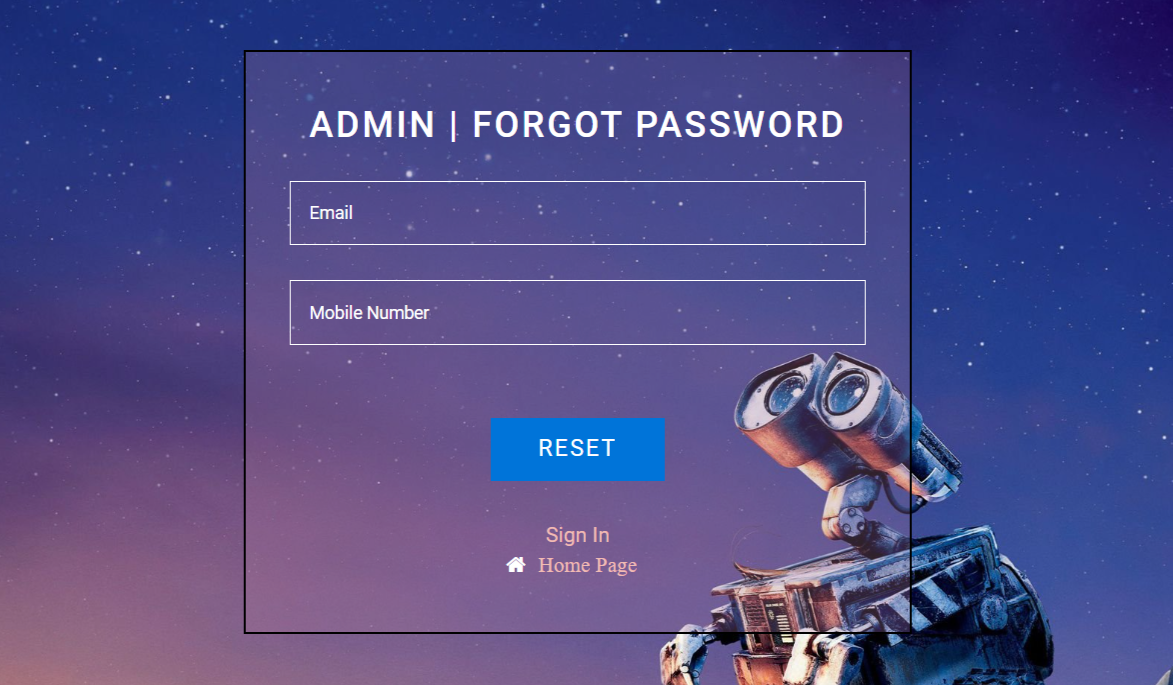 ADMIN | FORGOT PASSWORD
Email
Mobile Number
RESET
Sign In
Home Page